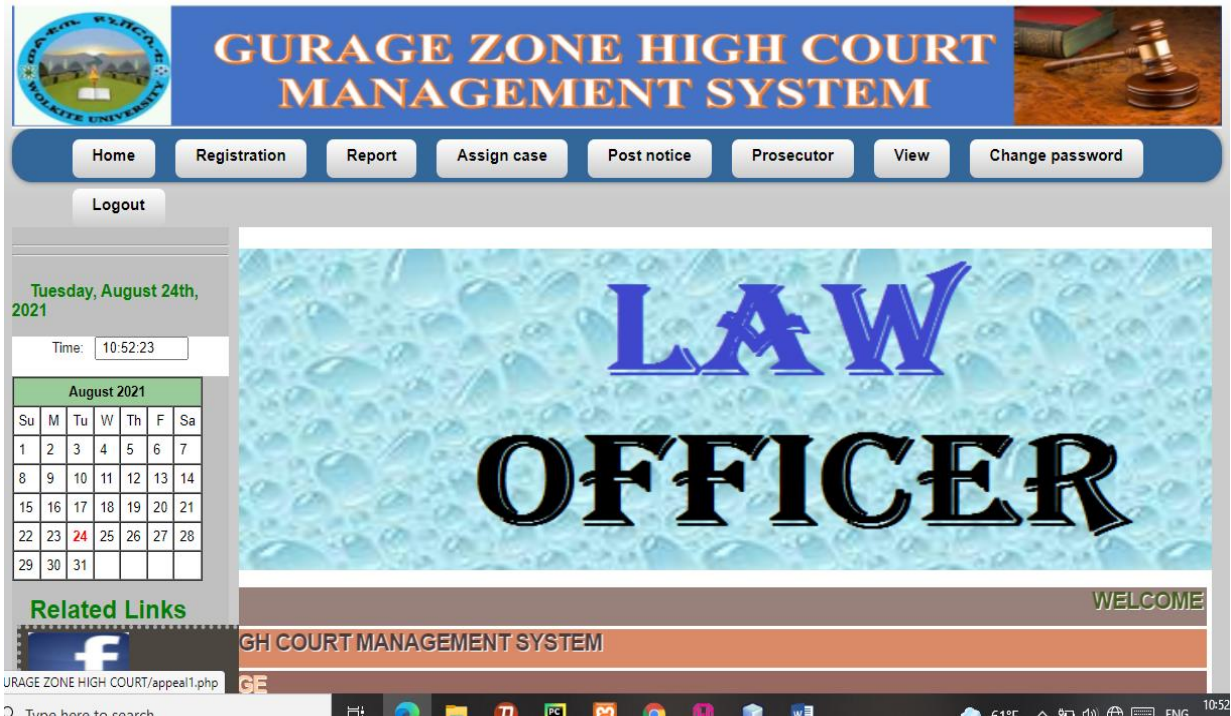 GURAGE ZONE HIGH COURT
MANAGEMENT SYSTEM
WOLKITE UNIVERSITY
Home Registration Report Assign case Post notice Prosecutor View Change password
Logout
Tuesday, August 24th,
2021
Time: 10:52:23
August 2021
Su M Tu W Th F Sa
1 2 3 4 5 6 7
8 9 10 11 12 13 14
15 16 17 18 19 20 21
22 23 24 25 26 27 28
29 30 31
Related Links
f
LAW
OFFICER
WELCOME
GH COURT MANAGEMENT SYSTEM
GE
URAGE ZONE HIGH COURT/appeal1.php
Type here to search
PC
W
61°F
ENG
10:52